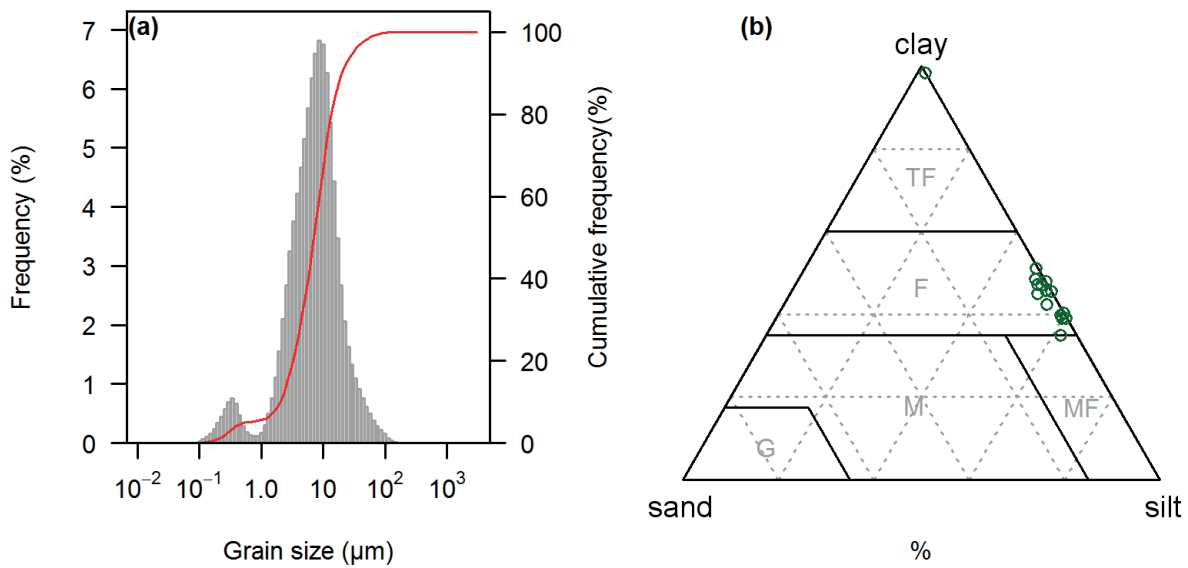 (a)
Frequency (%)
7
6
5
4
3
2
1
0
100
80
60
40
20
0
Cumulative frequency(%)
10⁻² 10⁻¹ 1.0 10 10² 10³
Grain size (µm)
(b)
clay
TF
F
M
MF
G
sand
silt
%